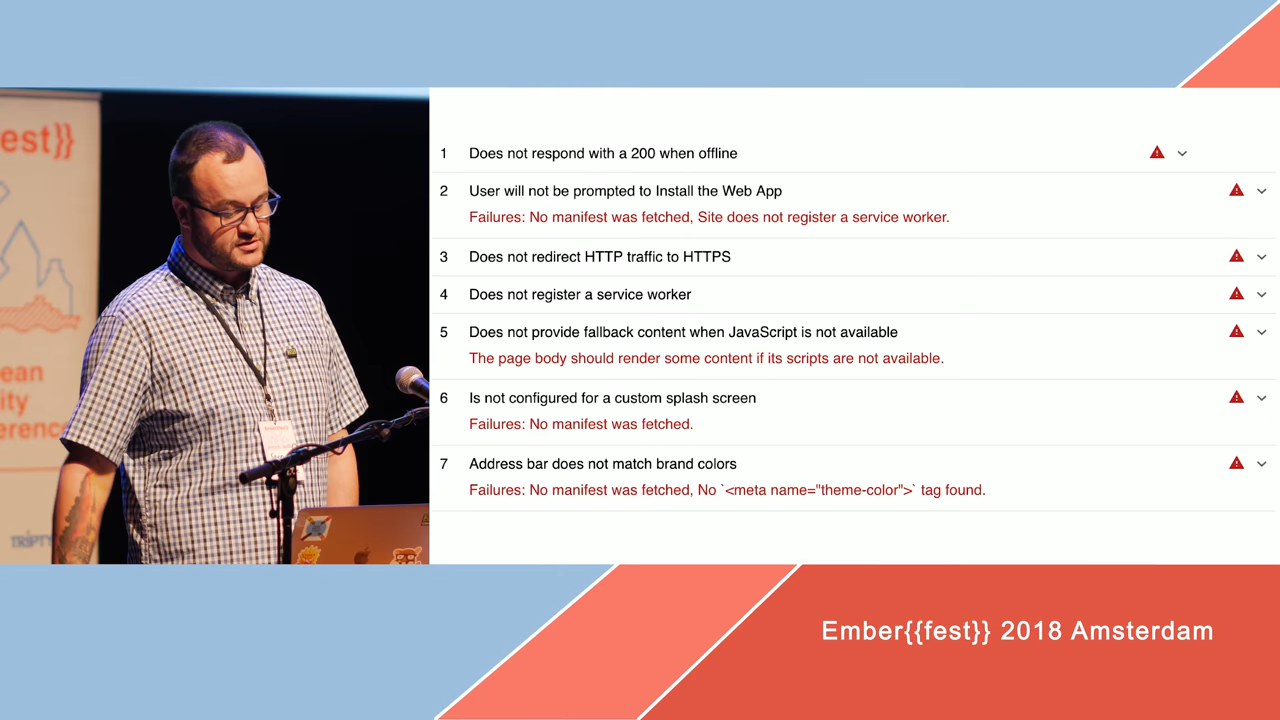 est}}
ean
ity
erence
TRIPTY
1 Does not respond with a 200 when offline
2 User will not be prompted to Install the Web App
Failures: No manifest was fetched, Site does not register a service worker.
3 Does not redirect HTTP traffic to HTTPS
4 Does not register a service worker
5 Does not provide fallback content when JavaScript is not available
The page body should render some content if its scripts are not available.
6 Is not configured for a custom splash screen
Failures: No manifest was fetched.
7 Address bar does not match brand colors
Failures: No manifest was fetched, No `<meta name="theme-color">` tag found.
Ember{{fest}} 2018 Amsterdam